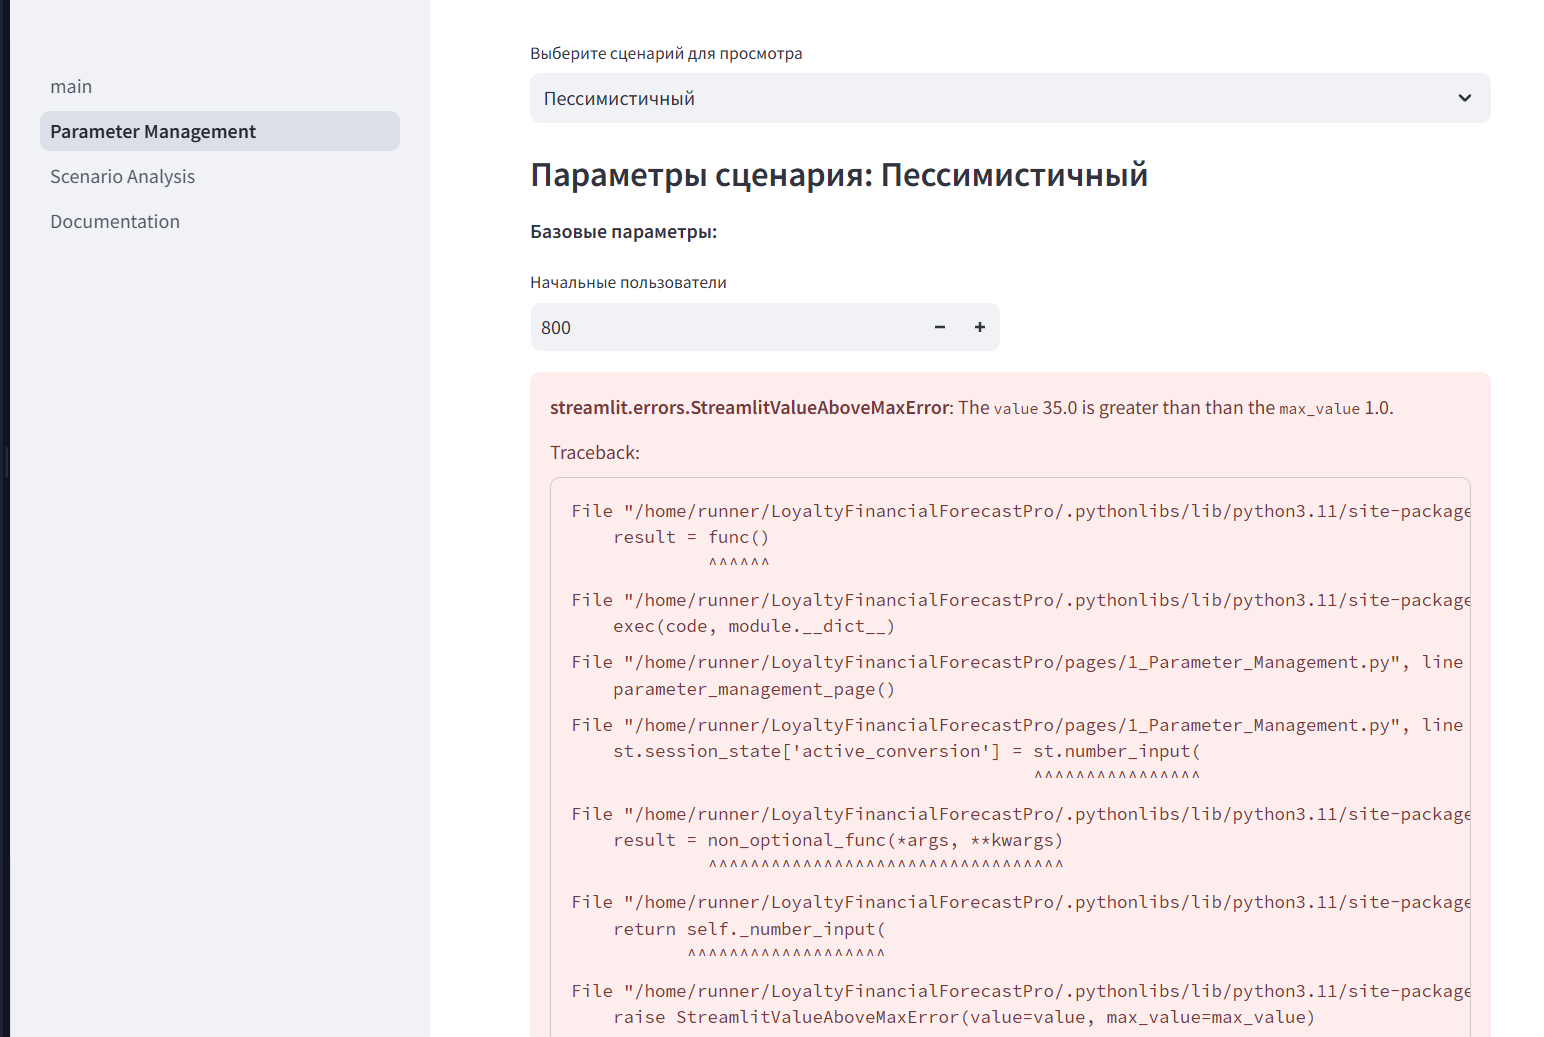 main
Parameter Management
Scenario Analysis
Documentation
Выберите сценарий для просмотра
Пессимистичный
Параметры сценария: Пессимистичный
Базовые параметры:
Начальные пользователи
800
streamlit.errors.StreamlitValueAboveMaxError: The value 35.0 is greater than than the max_value 1.0.
Traceback:
File "/home/runner/LoyaltyFinancialForecastPro/.pythonlibs/lib/python3.11/site-package
result = func()
^^^^^^
File "/home/runner/LoyaltyFinancialForecastPro/.pythonlibs/lib/python3.11/site-package
exec(code, module.__dict__)
File "/home/runner/LoyaltyFinancialForecastPro/pages/1_Parameter_Management.py", line
parameter_management_page()
File "/home/runner/LoyaltyFinancialForecastPro/pages/1_Parameter_Management.py", line
st.session_state['active_conversion'] = st.number_input(
^^^^^^^^^^^^^^^^
File "/home/runner/LoyaltyFinancialForecastPro/.pythonlibs/lib/python3.11/site-package
result = non_optional_func(*args, **kwargs)
^^^^^^^^^^^^^^^^^^^^^^^^^^^^^^^^^^
File "/home/runner/LoyaltyFinancialForecastPro/.pythonlibs/lib/python3.11/site-package
return self._number_input(
^^^^^^^^^^^^^^^^^^^
File "/home/runner/LoyaltyFinancialForecastPro/.pythonlibs/lib/python3.11/site-package
raise StreamlitValueAboveMaxError(value=value, max_value=max_value)